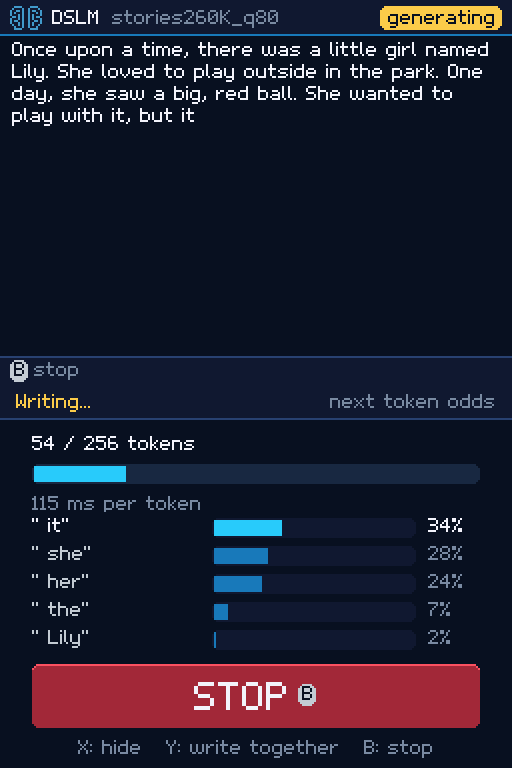 DSLM stories260K_q80 generating
Once upon a time, there was a little girl named
Lily. She loved to play outside in the park. One
day, she saw a big, red ball. She wanted to
play with it, but it
B stop
Writing... next token odds
54 / 256 tokens
115 ms per token
" it" 34%
" she" 28%
" her" 24%
" the" 7%
" Lily" 2%
STOP B
X: hide Y: write together B: stop